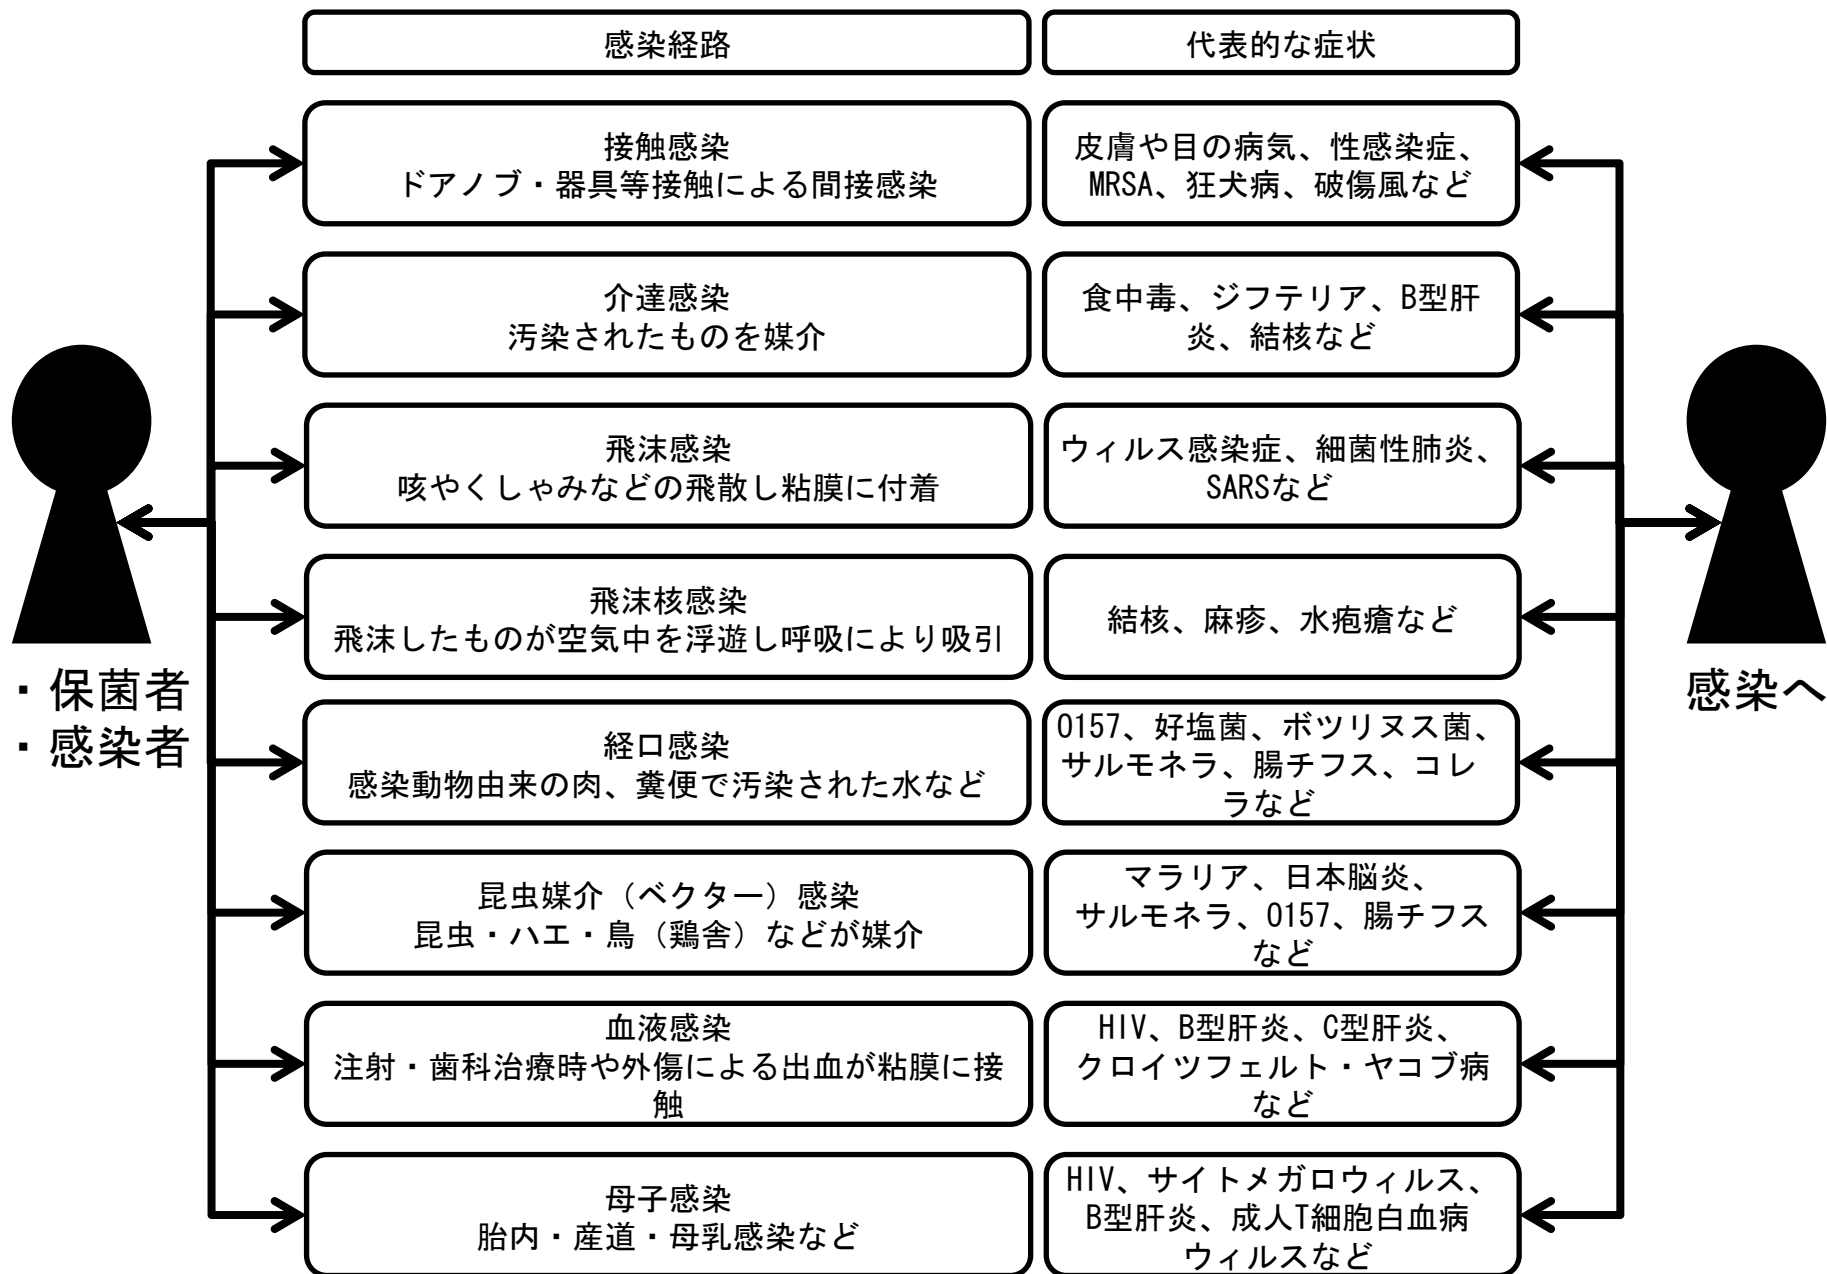 感染経路
代表的な症状
接触感染
ドアノブ・器具等接触による間接感染
皮膚や目の病気、性感染症、
MRSA、狂犬病、破傷風など
介達感染
汚染されたものを媒介
食中毒、ジフテリア、B型肝
炎、結核など
飛沫感染
咳やくしゃみなどの飛散し粘膜に付着
ウィルス感染症、細菌性肺炎、
SARSなど
飛沫核感染
飛沫したものが空気中を浮遊し呼吸により吸引
結核、麻疹、水疱瘡など
経口感染
感染動物由来の肉、糞便で汚染された水など
O157、好塩菌、ボツリヌス菌、
サルモネラ、腸チフス、コレ
ラなど
昆虫媒介（ベクター）感染
昆虫・ハエ・鳥（鶏舎）などが媒介
マラリア、日本脳炎、
サルモネラ、O157、腸チフス
など
血液感染
注射・歯科治療時や外傷による出血が粘膜に接
触
HIV、B型肝炎、C型肝炎、
クロイツフェルト・ヤコブ病
など
母子感染
胎内・産道・母乳感染など
HIV、サイトメガロウィルス、
B型肝炎、成人T細胞白血病
ウィルスなど
・保菌者
・感染者
感染へ